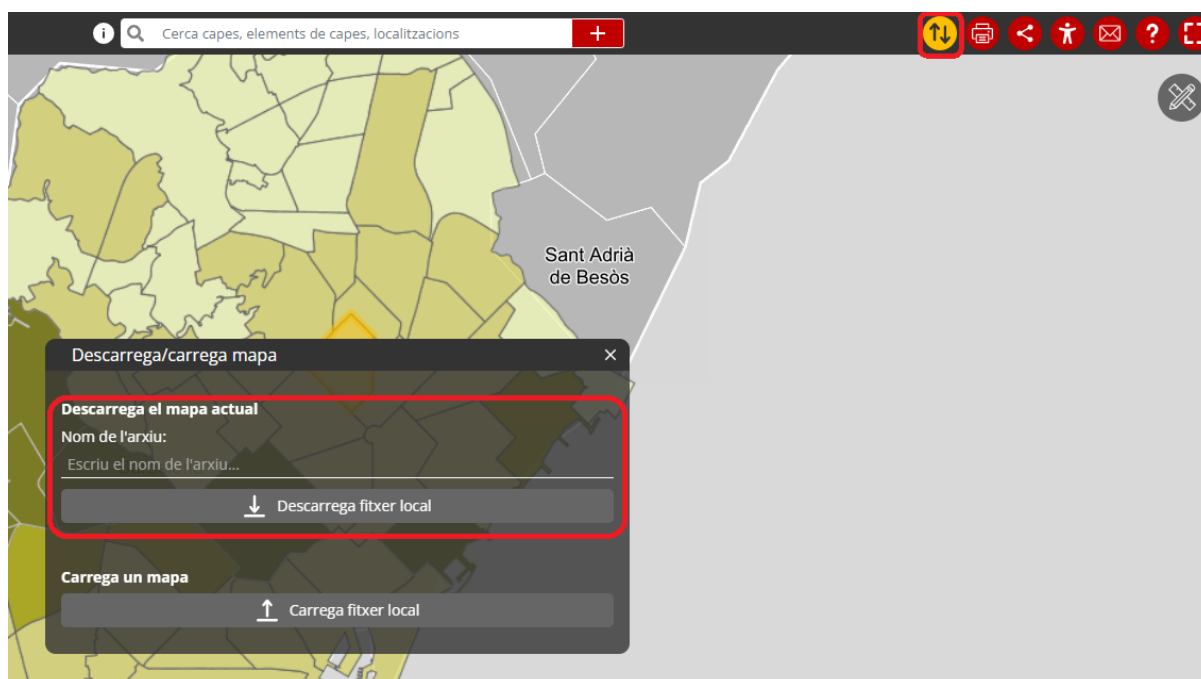 Cerca capes, elements de capes, localitzacions
Sant Adrià
de Besòs
Descarrega/carrega mapa
Descarrega el mapa actual
Nom de l'arxiu:
Escriu el nom de l'arxiu...
Descarrega fitxer local
Carrega un mapa
Carrega fitxer local